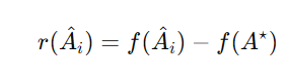 r(Â_i) = f(Â_i) − f(A⋆)